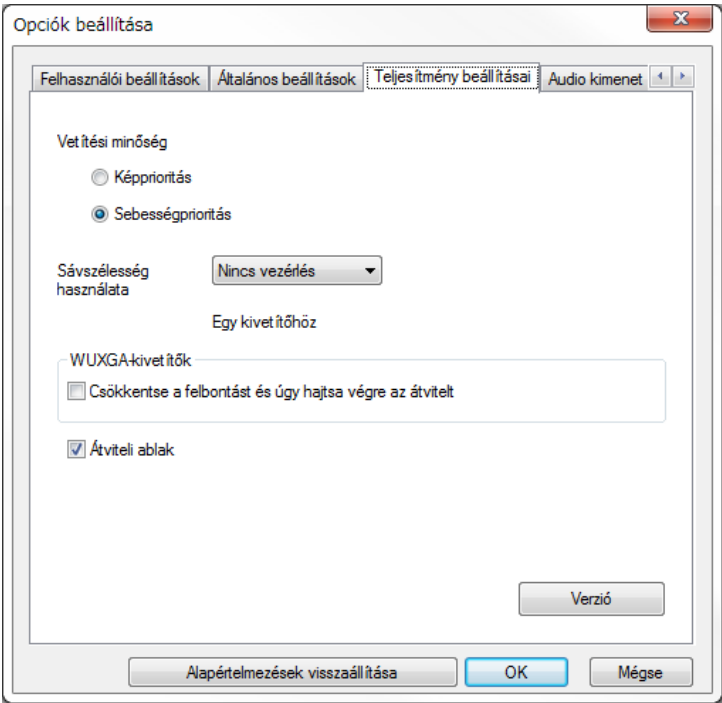 Opciók beállítása
Felhasználói beállítások
Általános beállítások
Teljesítmény beállításai
Audio kimenet
Vetítési minőség
Képprioritás
Sebességprioritás
Sávszélesség
használata
Nincs vezérlés
Egy kivetítőhöz
WUXGA-kivetítők
Csökkentse a felbontást és úgy hajtsa végre az átvitelt
Átviteli ablak
Verzió
Alapértelmezések visszaállítása
OK
Mégse